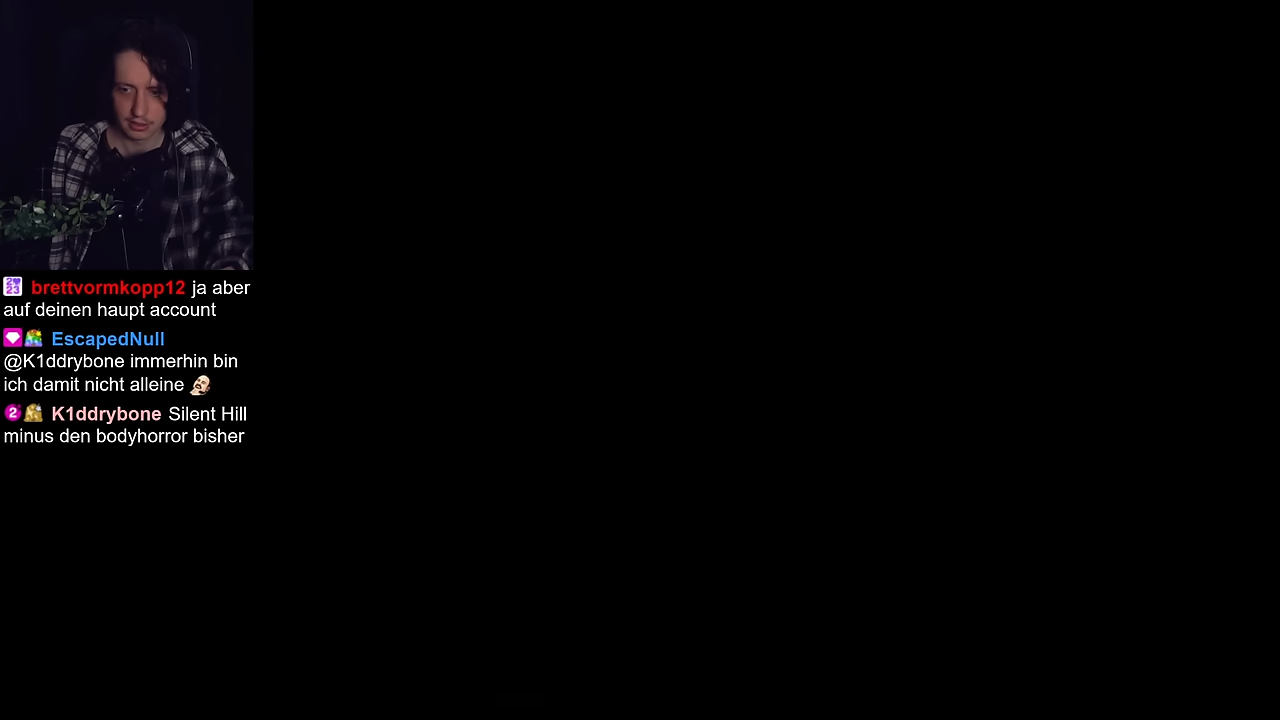 brettvormkopp12 ja aber
auf deinen haupt account
EscapedNull
@K1ddrybone immerhin bin
ich damit nicht alleine
2 K1ddrybone Silent Hill
minus den bodyhorror bisher